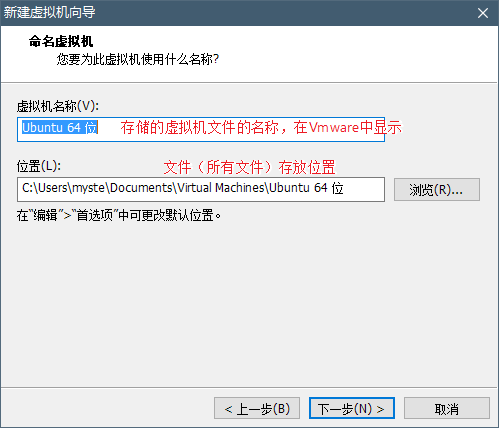 新建虚拟机向导
命名虚拟机
您要为此虚拟机使用什么名称?
虚拟机名称(V):
Ubuntu 64 位 存储的虚拟机文件的名称，在Vmware中显示
位置(L): 文件（所有文件）存放位置
C:\Users\myste\Documents\Virtual Machines\Ubuntu 64 位 浏览(R)...
在"编辑">"首选项"中可更改默认位置。
< 上一步(B) 下一步(N) > 取消